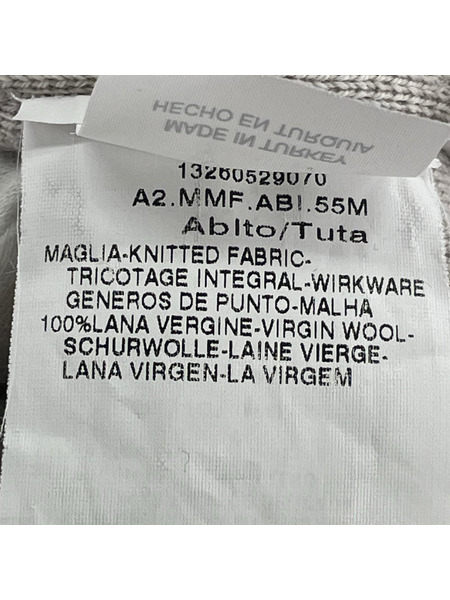 HECHO EN TURQUIA
MADE IN TURKEY
13260529070
A2.MMF.ABI.55M
Abito/Tuta
MAGLIA-KNITTED FABRIC-
TRICOTAGE INTEGRAL-WIRKWARE
GENEROS DE PUNTO-MALHA
100%LANA VERGINE-VIRGIN WOOL-
SCHURWOLLE-LAINE VIERGE-
LANA VIRGEN-LA VIRGEM